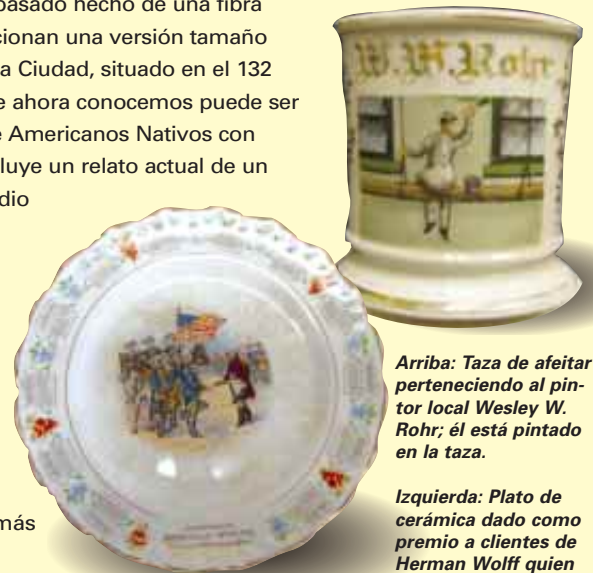 pasado hecho de una fibra
cionan una versión tamaño
a Ciudad, situado en el 132
e ahora conocemos puede ser
e Americanos Nativos con
luye un relato actual de un
dio
más
W. W. Rohr
Arriba: Taza de afeitar
perteneciendo al pin-
tor local Wesley W.
Rohr; él está pintado
en la taza.
Izquierda: Plato de
cerámica dado como
premio a clientes de
Herman Wolff quien